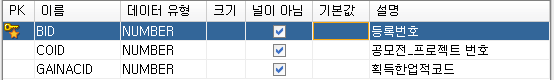 PK 이름 데이터 유형 크기 널이 아님 기본값 설명
BID NUMBER 등록번호
COID NUMBER 공모전_프로젝트 번호
GAINACID NUMBER 획득한업적코드